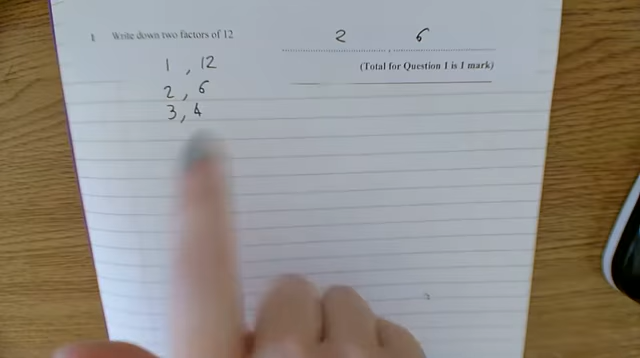 1 Write down two factors of 12
2 , 6
(Total for Question 1 is 1 mark)
1 , 12
2 , 6
3 , 4